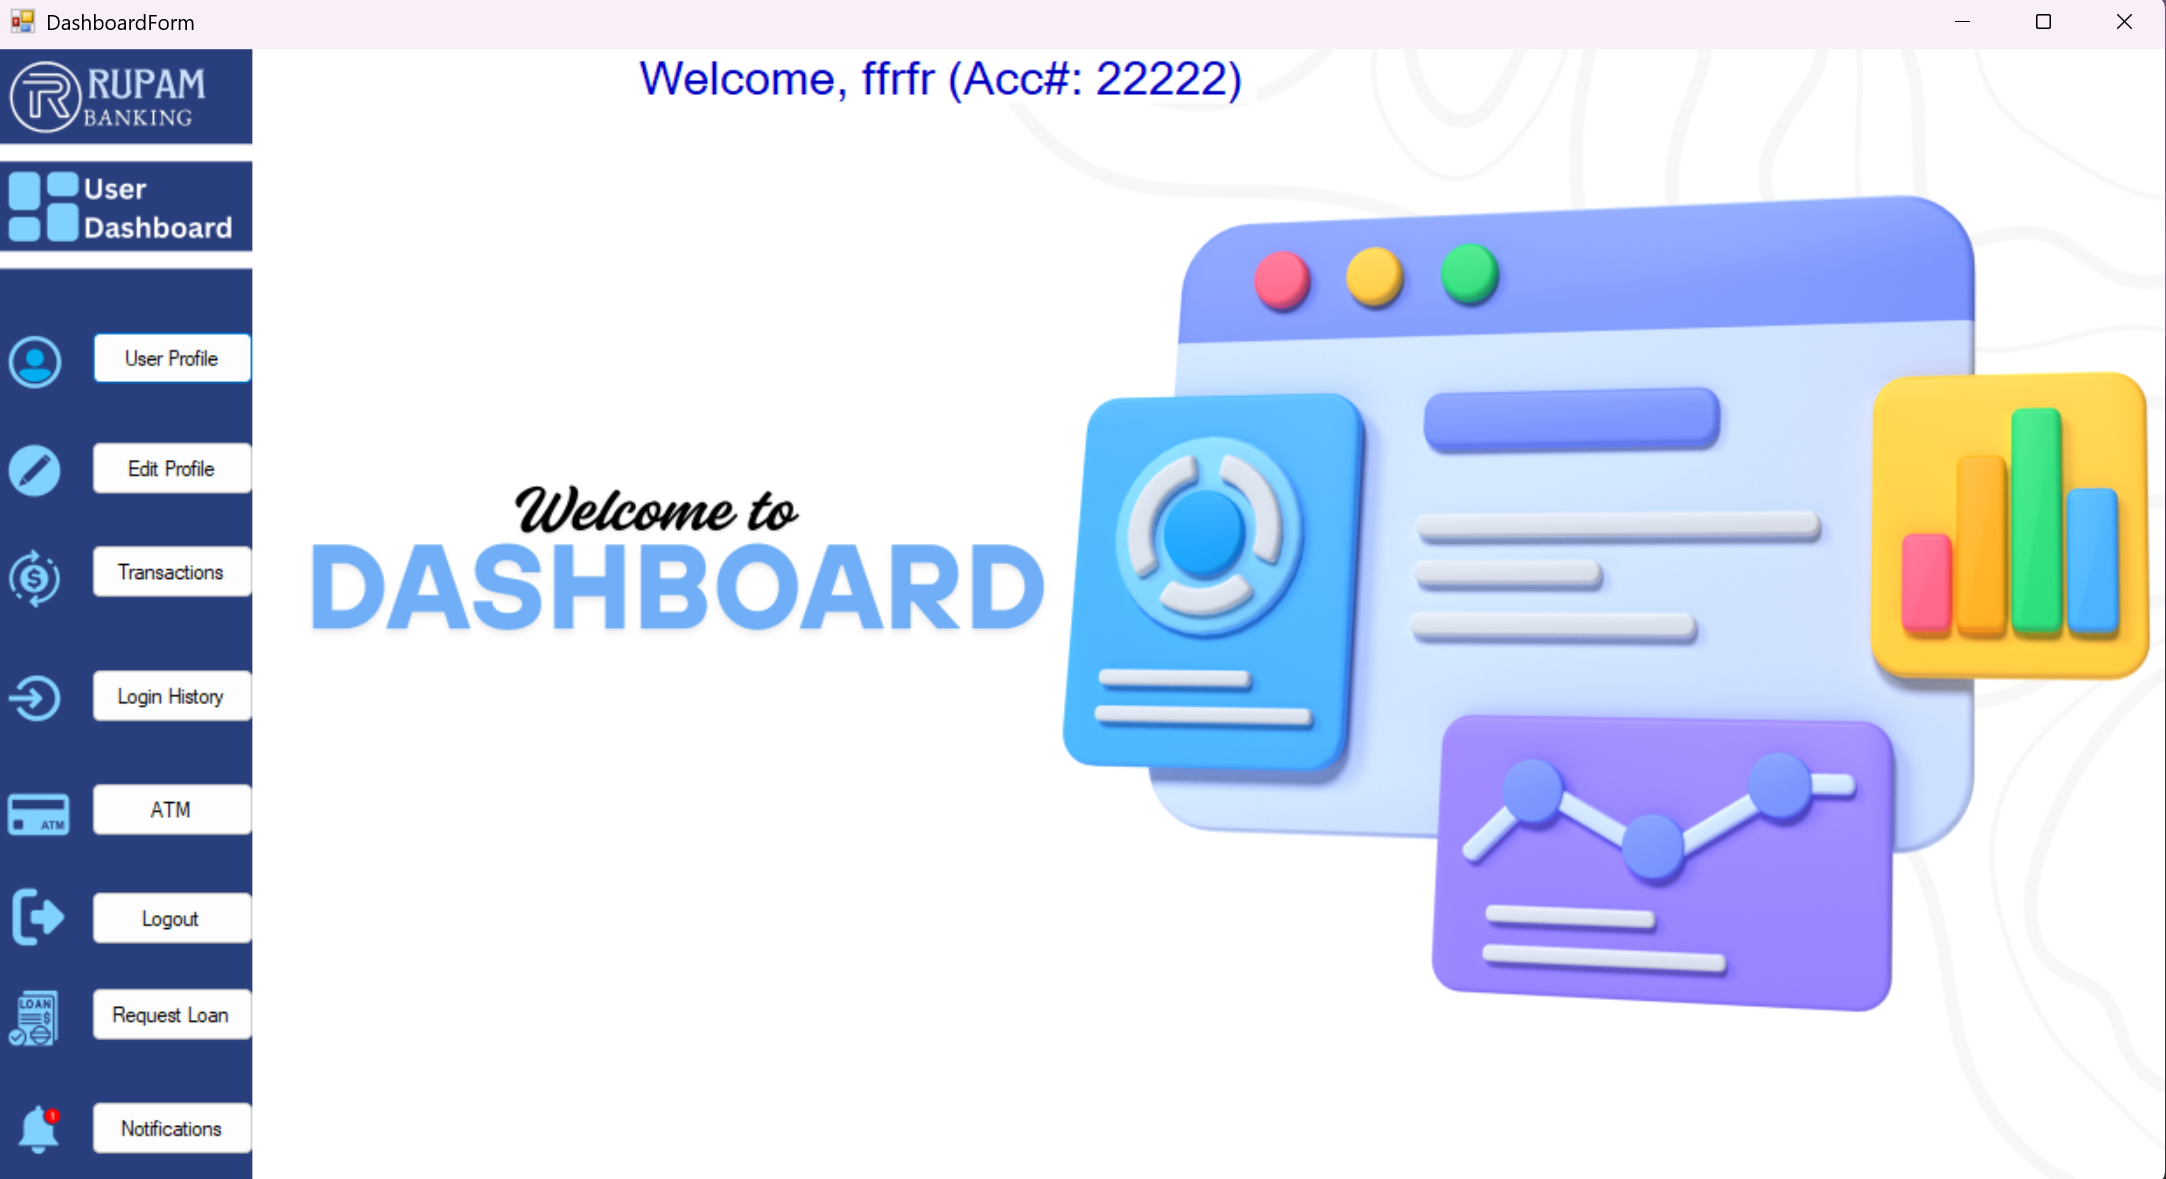 DashboardForm
RUPAM
BANKING
Welcome, ffrfr (Acc#: 22222)
User
Dashboard
User Profile
Edit Profile
Transactions
Login History
ATM
ATM
Logout
LOAN
Request Loan
1
Notifications
Welcome to
DASHBOARD